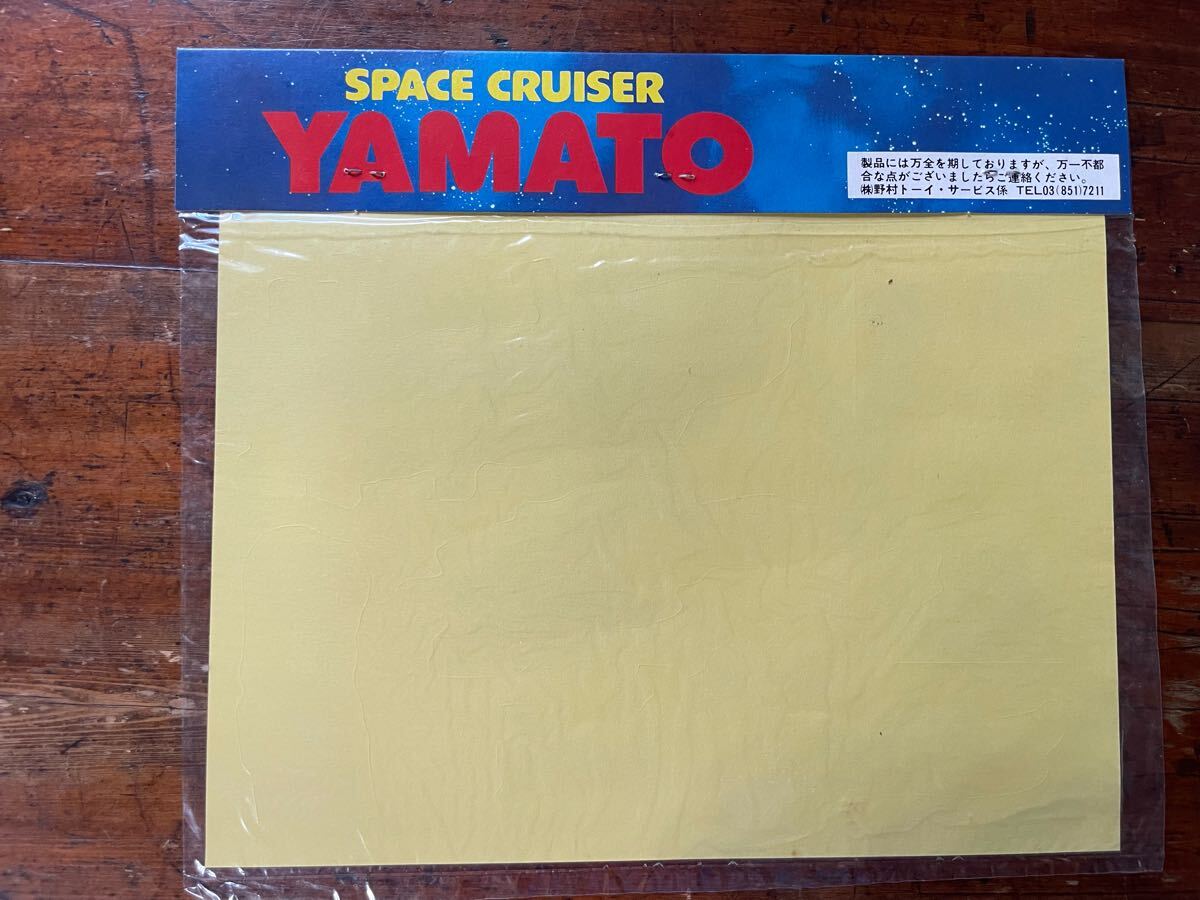 SPACE CRUISER
YAMATO
製品には万全を期しておりますが、万一不都
合な点がございましたらご連絡ください。
㈱野村トーイ・サービス係 TEL03(851)7211